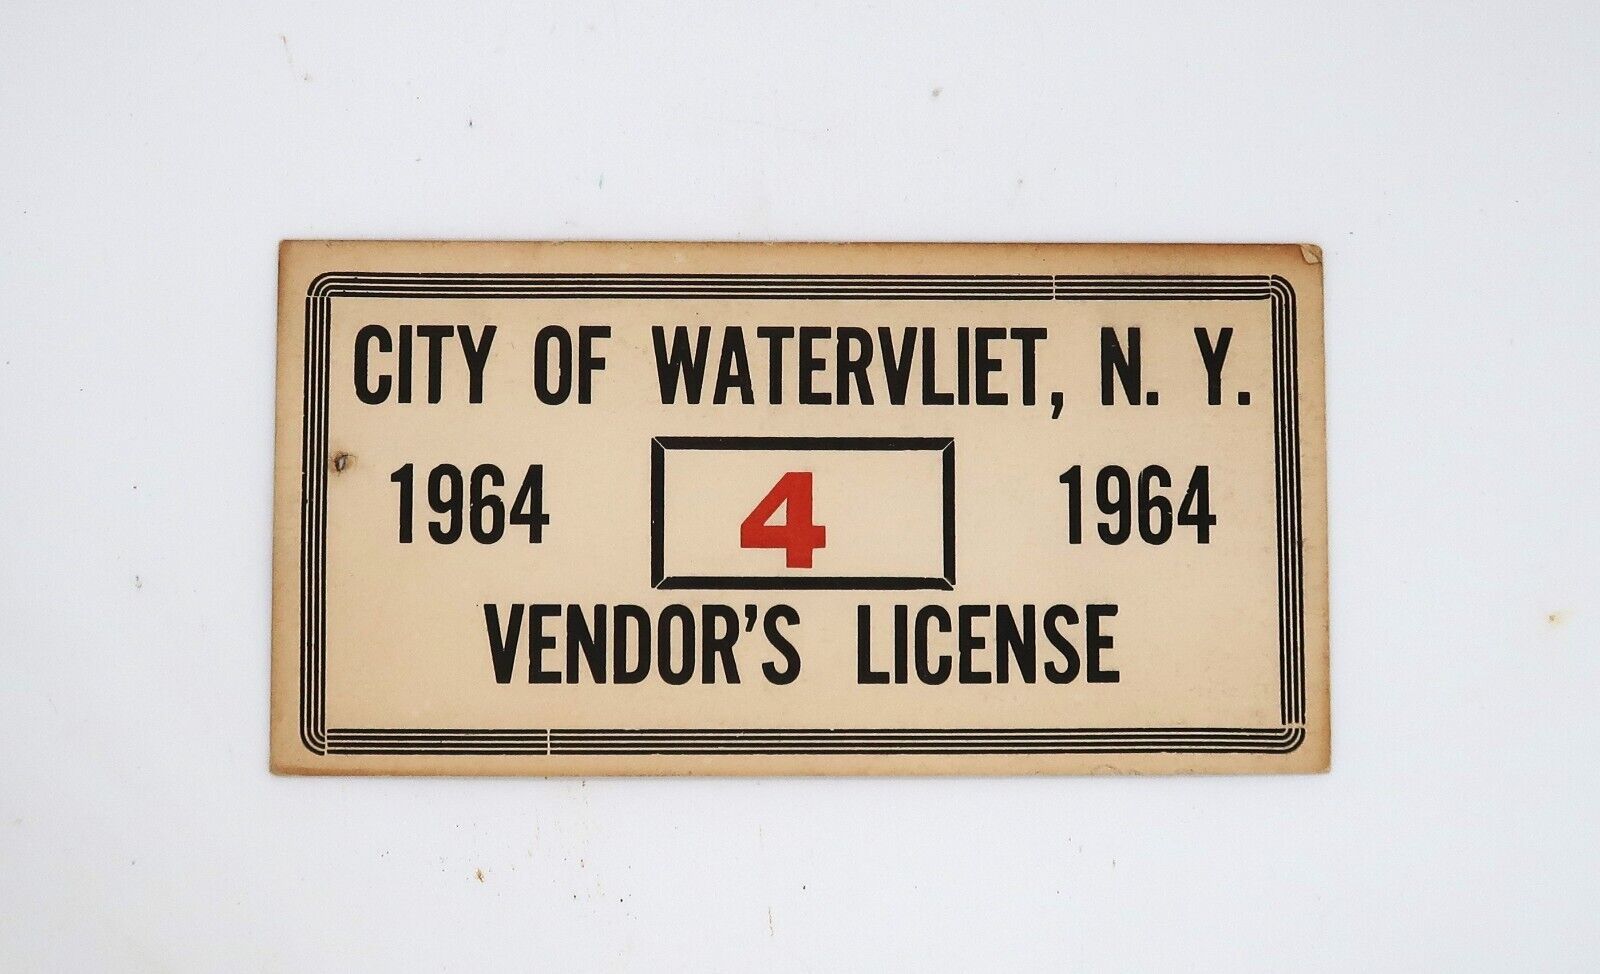 CITY OF WATERVLIET, N. Y.
1964 4 1964
VENDOR'S LICENSE